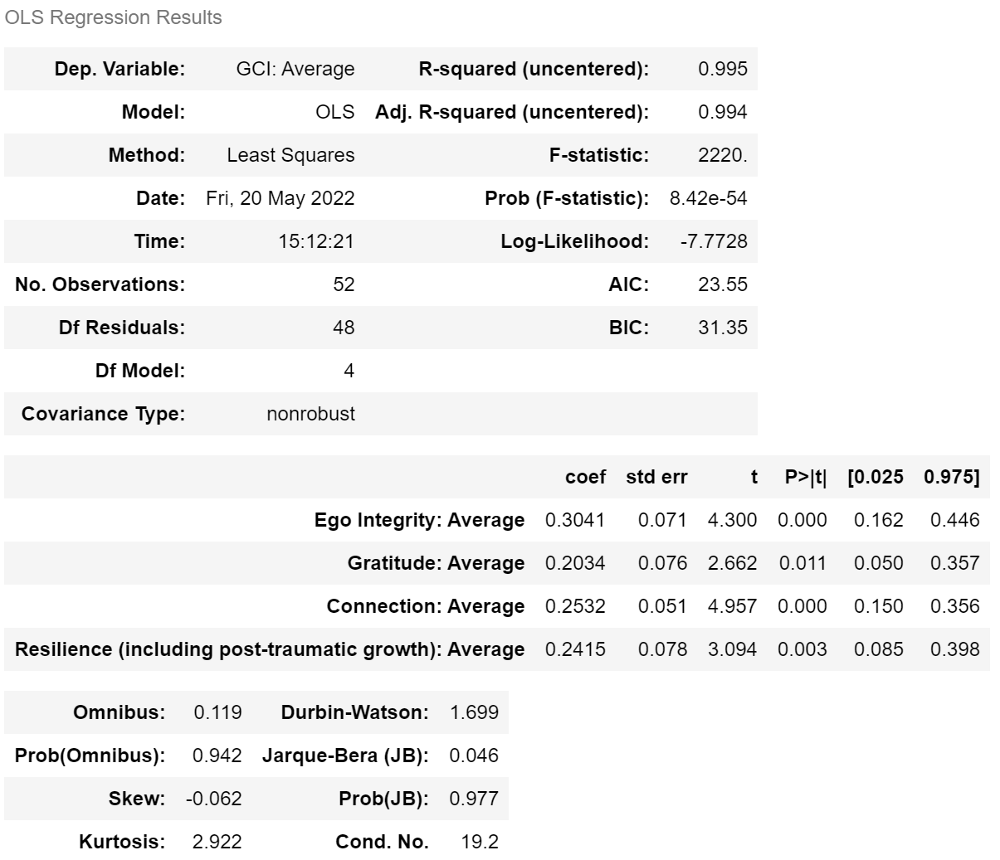 OLS Regression Results
Dep. Variable: GCI: Average R-squared (uncentered): 0.995
Model: OLS Adj. R-squared (uncentered): 0.994
Method: Least Squares F-statistic: 2220.
Date: Fri, 20 May 2022 Prob (F-statistic): 8.42e-54
Time: 15:12:21 Log-Likelihood: -7.7728
No. Observations: 52 AIC: 23.55
Df Residuals: 48 BIC: 31.35
Df Model: 4
Covariance Type: nonrobust
coef std err t P>|t| [0.025 0.975]
Ego Integrity: Average 0.3041 0.071 4.300 0.000 0.162 0.446
Gratitude: Average 0.2034 0.076 2.662 0.011 0.050 0.357
Connection: Average 0.2532 0.051 4.957 0.000 0.150 0.356
Resilience (including post-traumatic growth): Average 0.2415 0.078 3.094 0.003 0.085 0.398
Omnibus: 0.119 Durbin-Watson: 1.699
Prob(Omnibus): 0.942 Jarque-Bera (JB): 0.046
Skew: -0.062 Prob(JB): 0.977
Kurtosis: 2.922 Cond. No. 19.2